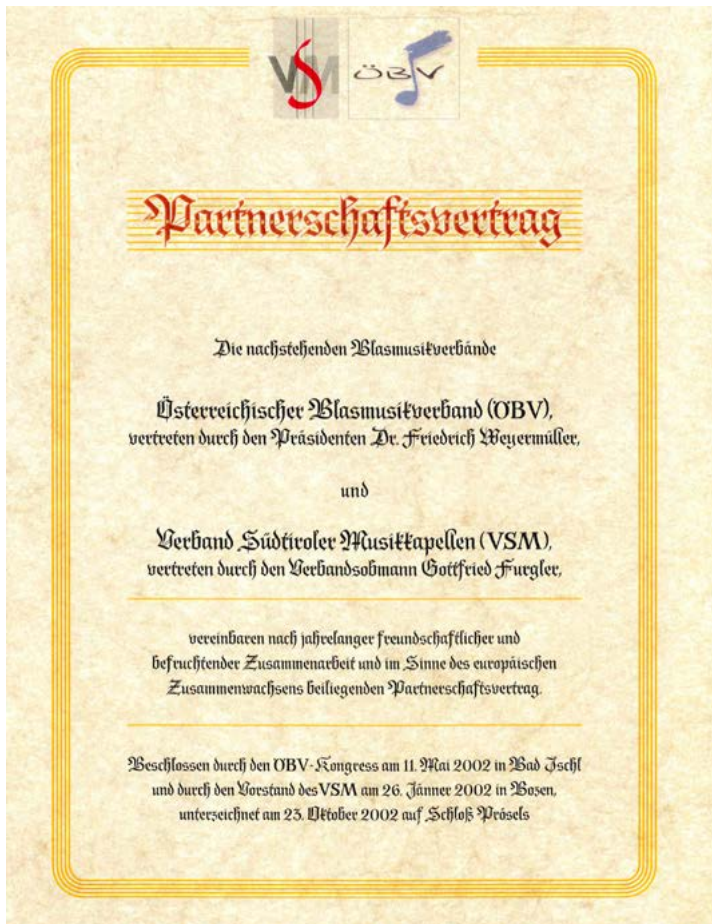 VSM ÖBV
Partnerschaftsvertrag
Die nachstehenden Blasmusikverbände
Österreichischer Blasmusikverband (ÖBV),
vertreten durch den Präsidenten Dr. Friedrich Weyermüller,
und
Verband Südtiroler Musikkapellen (VSM),
vertreten durch den Verbandsobmann Gottfried Furgler,
vereinbaren nach jahrelanger freundschaftlicher und
befruchtender Zusammenarbeit und im Sinne des europäischen
Zusammenwachsens beiliegenden Partnerschaftsvertrag.
Beschlossen durch den ÖBV-Kongress am 11. Mai 2002 in Bad Ischl
und durch den Vorstand des VSM am 26. Jänner 2002 in Bozen,
unterzeichnet am 23. Oktober 2002 auf Schloß Prösels